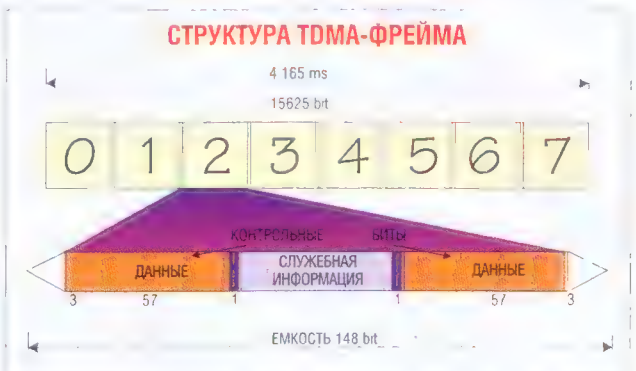 СТРУКТУРА TDMA-ФРЕЙМА
4 165 ms
15625 bit
0 1 2 3 4 5 6 7
КОНТРОЛЬНЫЕ БИТЫ
ДАННЫЕ
СЛУЖЕБНАЯ
ИНФОРМАЦИЯ
ДАННЫЕ
3 57 1 1 57 3
ЕМКОСТЬ 148 bit